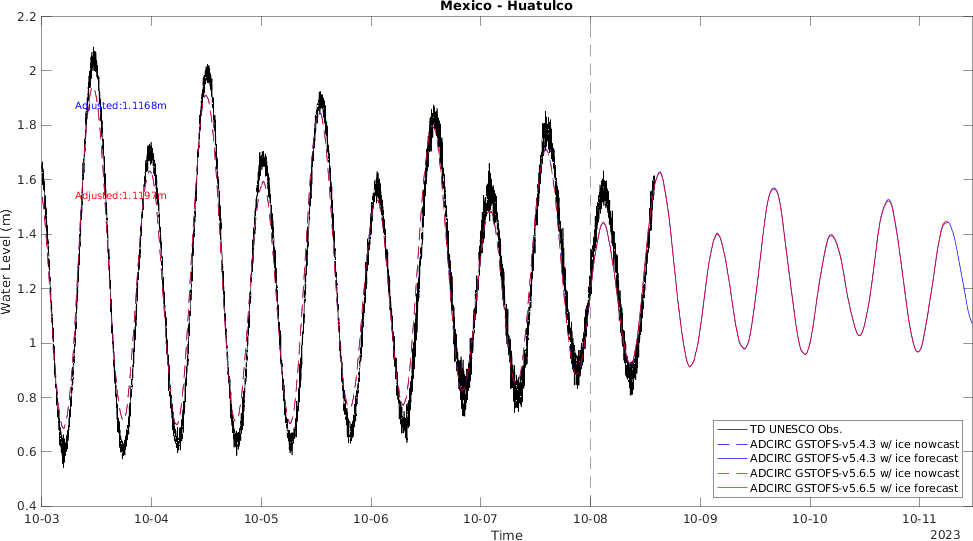 Mexico - Huatulco
2.2
2
1.8
1.6
1.4
1.2
1
0.8
0.6
0.4
Water Level (m)
Adjusted:1.1168m
Adjusted:1.1197m
TD UNESCO Obs.
ADCIRC GSTOFS-v5.4.3 w/ ice nowcast
ADCIRC GSTOFS-v5.4.3 w/ ice forecast
ADCIRC GSTOFS-v5.6.5 w/ ice nowcast
ADCIRC GSTOFS-v5.6.5 w/ ice forecast
10-03 10-04 10-05 10-06 10-07 10-08 10-09 10-10 10-11
Time
2023